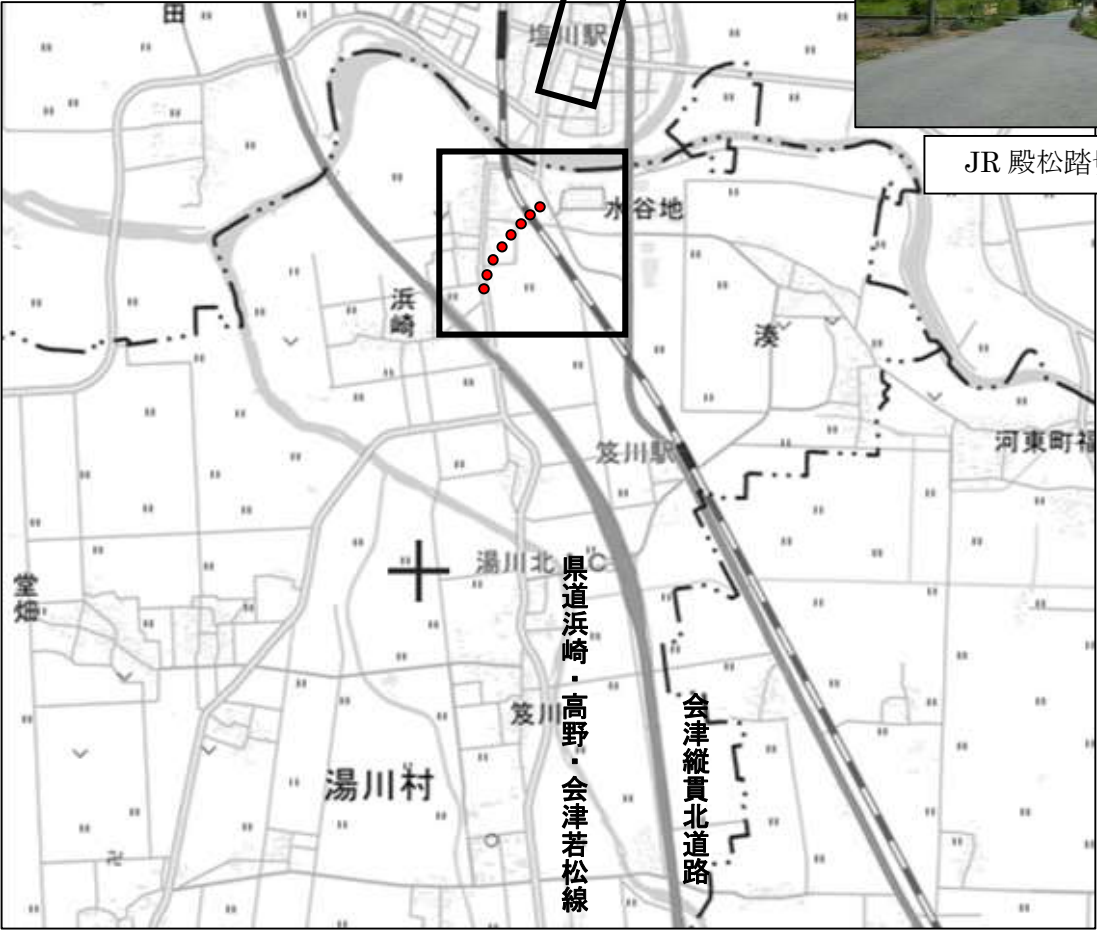 田
塩川駅
JR 殿松踏
水谷地
浜崎
湊
笈川駅
河東町福
湯川北IC
堂畑
県道浜崎・高野・会津若松線
笈川
会津縦貫北道路
湯川村